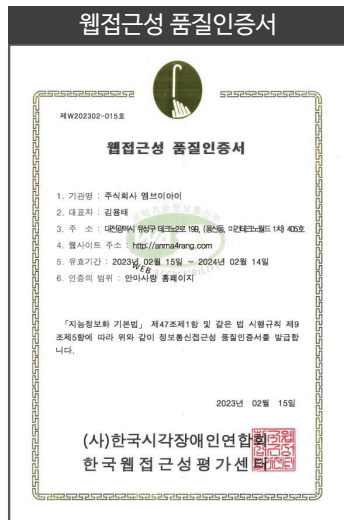 웹접근성 품질인증서
제W202302-015호
웹접근성 품질인증서
1. 기관명 : 주식회사 엠브이아이
2. 대표자 : 김용태
3. 주 소 : 대전광역시 유성구 테크노2로 199, (용산동, 미건테크노월드 1차) 405호
4. 웹사이트 주소 : http://anma4rang.com
5. 유효기간 : 2023년 02월 15일 ~ 2024년 02월 14일
6. 인증의 범위 : 안마사랑 홈페이지
WEB ACCESSIBILITY
「지능정보화 기본법」 제47조제1항 및 같은 법 시행규칙 제9
조제5항에 따라 위와 같이 정보통신접근성 품질인증서를 발급합
니다.
2023년 02월 15일
(사)한국시각장애인연합회
한국웹접근성평가센터